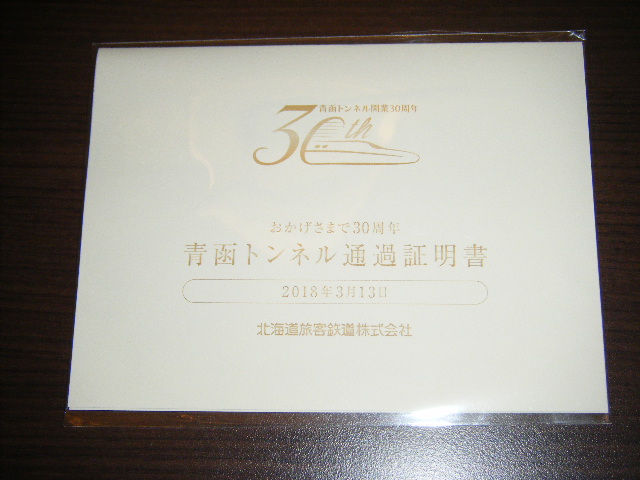 青函トンネル開業30周年
30th
おかげさまで30周年
青函トンネル通過証明書
2018年3月13日
北海道旅客鉄道株式会社